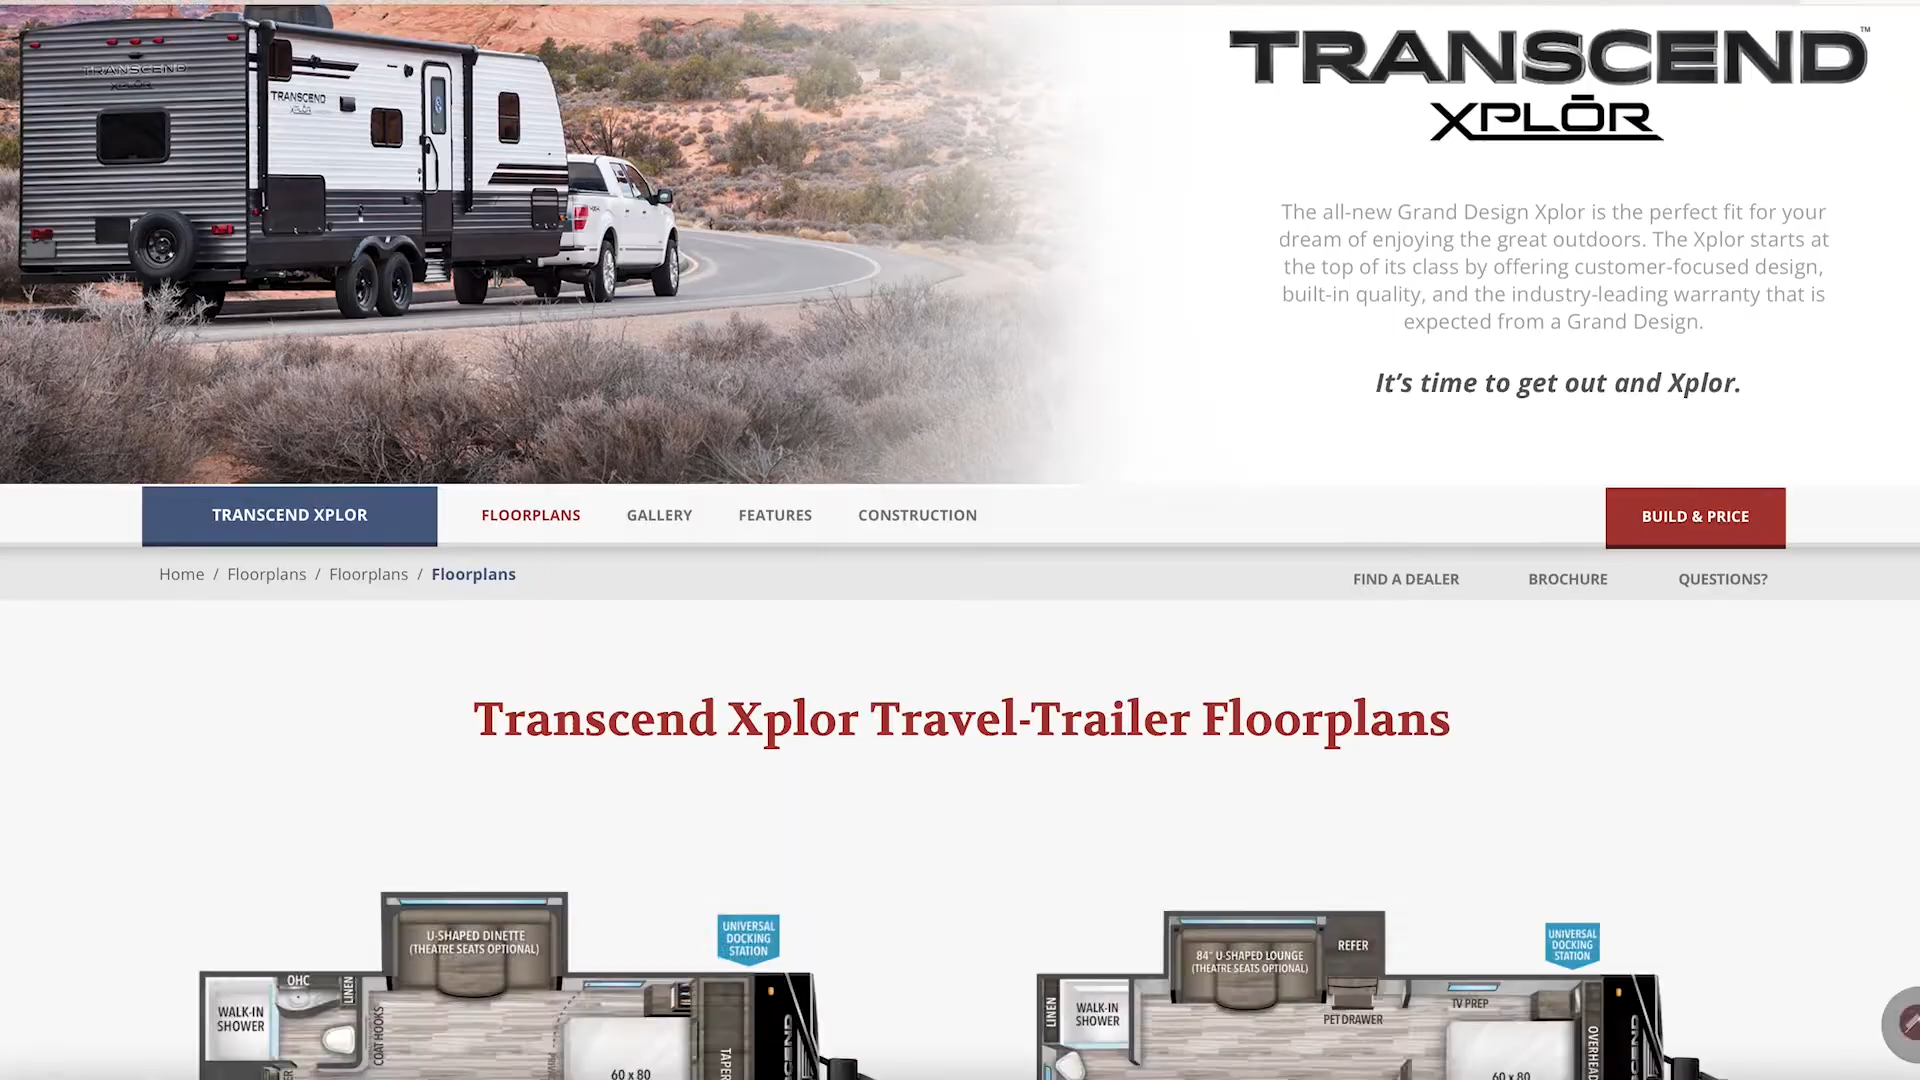 TRANSCEND
XPLŌR
TRANSCEND™
XPLŌR
TRANSCEND
XPLŌR
The all-new Grand Design Xplor is the perfect fit for your
dream of enjoying the great outdoors. The Xplor starts at
the top of its class by offering customer-focused design,
built-in quality, and the industry-leading warranty that is
expected from a Grand Design.
It’s time to get out and Xplor.
TRANSCEND XPLOR
FLOORPLANS
GALLERY
FEATURES
CONSTRUCTION
BUILD & PRICE
Home / Floorplans / Floorplans / Floorplans
FIND A DEALER
BROCHURE
QUESTIONS?
Transcend Xplor Travel-Trailer Floorplans
U-SHAPED DINETTE
(THEATRE SEATS OPTIONAL)
UNIVERSAL
DOCKING
STATION
OHC
LINEN
WALK-IN
SHOWER
COAT HOOKS
60 x 80
84" U-SHAPED LOUNGE
(THEATRE SEATS OPTIONAL)
REFER
UNIVERSAL
DOCKING
STATION
LINEN
WALK-IN
SHOWER
PET DRAWER
TV PREP
OVERHEAD
60 x 80